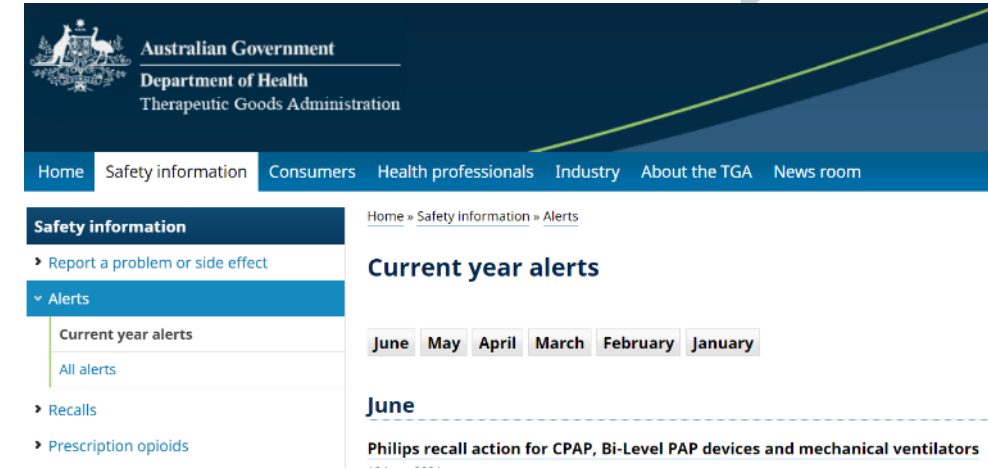 Australian Government
Department of Health
Therapeutic Goods Administration
Home Safety information Consumers Health professionals Industry About the TGA News room
Safety information
Report a problem or side effect
Alerts
Current year alerts
All alerts
Recalls
Prescription opioids
Home » Safety information » Alerts
Current year alerts
June May April March February January
June
Philips recall action for CPAP, Bi-Level PAP devices and mechanical ventilators